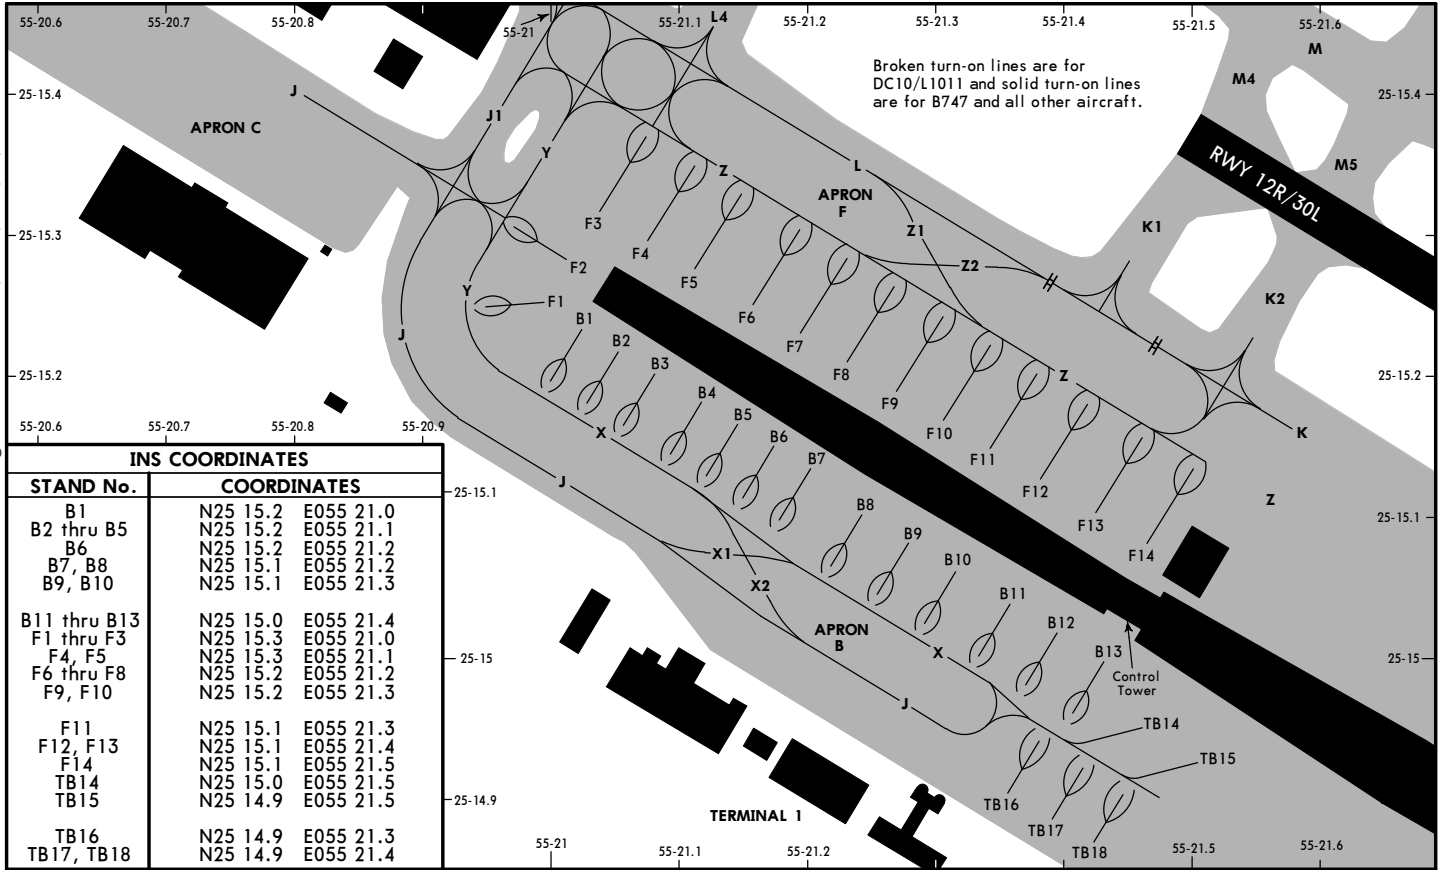 55-20.6 55-20.7 55-20.8 55-21 55-21.1 L4 55-21.2 55-21.3 55-21.4 55-21.5 55-21.6
M
Broken turn-on lines are for
DC10/L1011 and solid turn-on lines
are for B747 and all other aircraft.
M4
25-15.4 J 25-15.4
J1
APRON C
Y
RWY 12R/30L
M5
Z L
APRON
F
F3 Z1 K1
25-15.3 25-15.3
F4 F2 Z2
F5
Y F1 K2
B1 F6
J B2 F7
B3 F8 Z
25-15.2 25-15.2
B4 F9
B5 F10
55-20.6 55-20.7 55-20.8 55-20.9 X B6 K
B7 F11
J F12 Z
25-15.1 25-15.1
B8 F13
B9 F14
X1 B10
X2 B11
APRON
B
B12
X B13
25-15 25-15
Control
Tower
J TB14
TB15
25-14.9 TB16
TERMINAL 1 TB17
TB18
55-21 55-21.1 55-21.2 55-21.5 55-21.6
INS COORDINATES
STAND No. COORDINATES
B1 N25 15.2 E055 21.0
B2 thru B5 N25 15.2 E055 21.1
B6 N25 15.2 E055 21.2
B7, B8 N25 15.1 E055 21.2
B9, B10 N25 15.1 E055 21.3
B11 thru B13 N25 15.0 E055 21.4
F1 thru F3 N25 15.3 E055 21.0
F4, F5 N25 15.3 E055 21.1
F6 thru F8 N25 15.2 E055 21.2
F9, F10 N25 15.2 E055 21.3
F11 N25 15.1 E055 21.3
F12, F13 N25 15.1 E055 21.4
F14 N25 15.1 E055 21.5
TB14 N25 15.0 E055 21.5
TB15 N25 14.9 E055 21.5
TB16 N25 14.9 E055 21.3
TB17, TB18 N25 14.9 E055 21.4